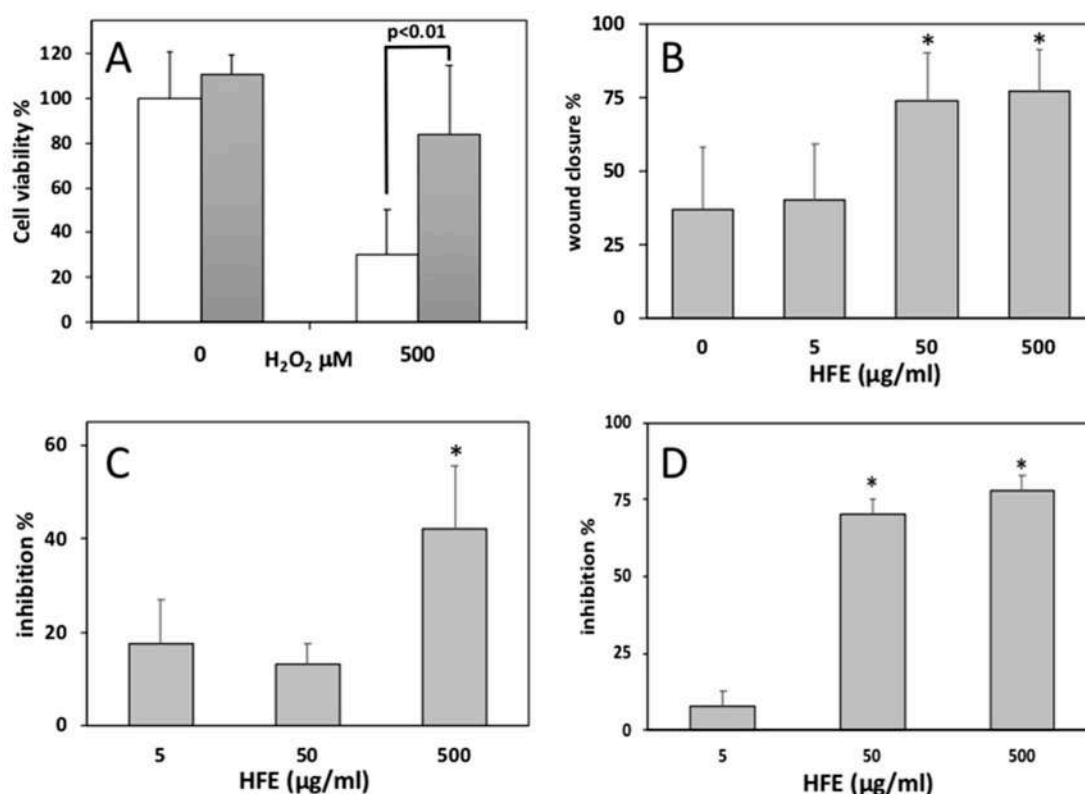 A
p<0.01
Cell viability %
120
100
80
60
40
20
0
0
H₂O₂ μM
500
B
*
*
wound closure %
100
75
50
25
0
0
5
50
500
HFE (μg/ml)
C
*
inhibition %
60
40
20
0
5
50
500
HFE (μg/ml)
D
*
*
inhibition %
100
75
50
25
0
5
50
500
HFE (μg/ml)